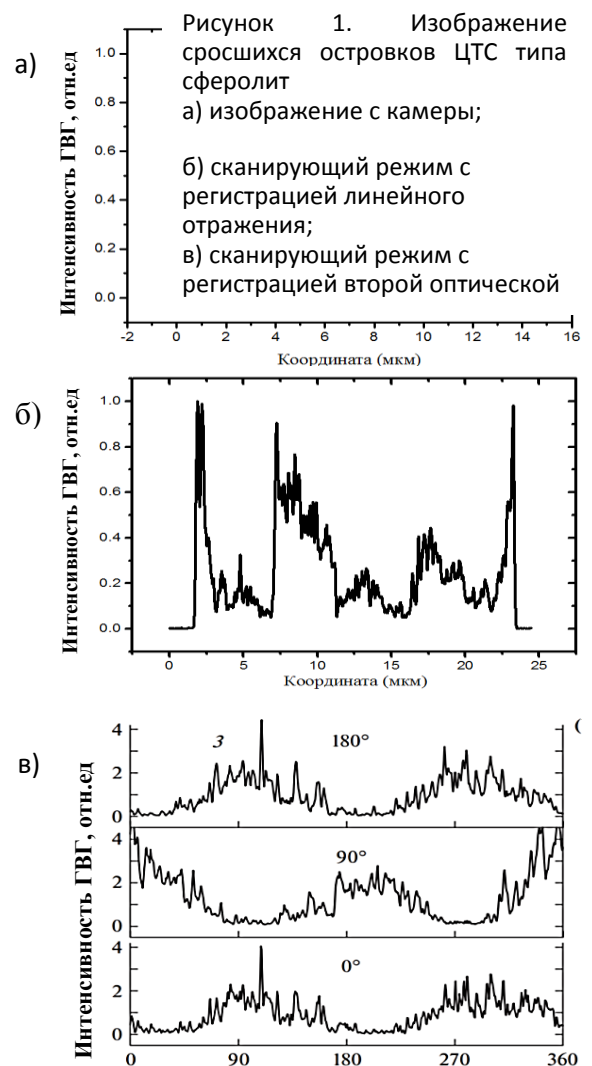 а)
Интенсивность ГВГ, отн.ед
1.0
0.8
0.6
0.4
0.2
0.0
Рисунок 1. Изображение
сросшихся островков ЦТС типа
сферолит
а) изображение с камеры;
б) сканирующий режим с
регистрацией линейного
отражения;
в) сканирующий режим с
регистрацией второй оптической
-2 0 2 4 6 8 10 12 14 16
Координата (мкм)
б)
Интенсивность ГВГ, отн.ед
1.0
0.8
0.6
0.4
0.2
0.0
0 5 10 15 20 25
Координата (мкм)
в)
Интенсивность ГВГ, отн.ед
4
2
0
3 180°
(
4
2
0
90°
4
2
0
0°
0 90 180 270 360